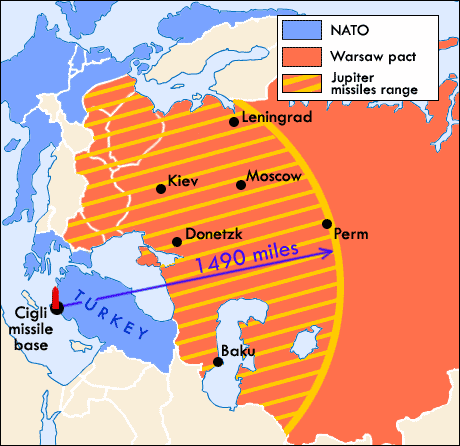 NATO
Warsaw pact
Jupiter
missiles range
Leningrad
Moscow
Kiev
Donetzk
Perm
1490 miles
TURKEY
Cigli
missile
base
Baku